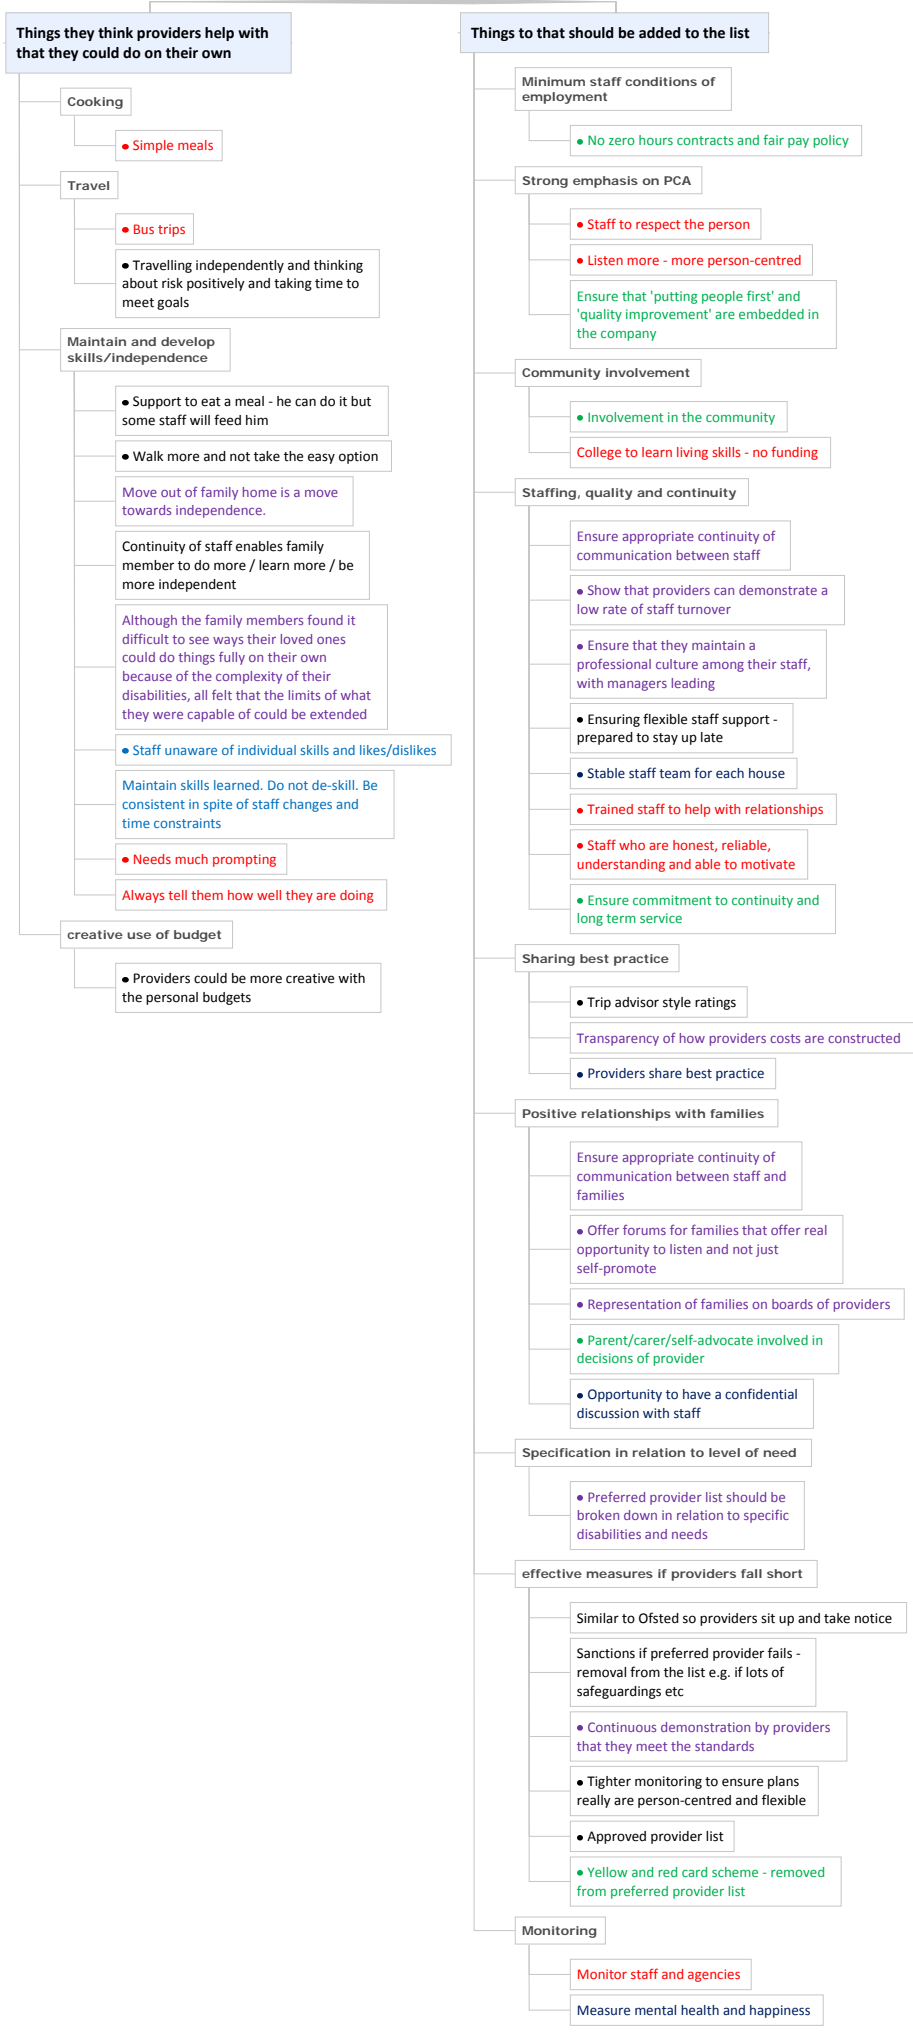 Things they think providers help with
that they could do on their own
Cooking
• Simple meals
Travel
• Bus trips
• Travelling independently and thinking
about risk positively and taking time to
meet goals
Maintain and develop
skills/independence
• Support to eat a meal - he can do it but
some staff will feed him
• Walk more and not take the easy option
Move out of family home is a move
towards independence.
Continuity of staff enables family
member to do more / learn more / be
more independent
Although the family members found it
difficult to see ways their loved ones
could do things fully on their own
because of the complexity of their
disabilities, all felt that the limits of what
they were capable of could be extended
• Staff unaware of individual skills and likes/dislikes
Maintain skills learned. Do not de-skill. Be
consistent in spite of staff changes and
time constraints
• Needs much prompting
Always tell them how well they are doing
creative use of budget
• Providers could be more creative with
the personal budgets
Things to that should be added to the list
Minimum staff conditions of
employment
• No zero hours contracts and fair pay policy
Strong emphasis on PCA
• Staff to respect the person
• Listen more - more person-centred
Ensure that 'putting people first' and
'quality improvement' are embedded in
the company
Community involvement
• Involvement in the community
College to learn living skills - no funding
Staffing, quality and continuity
Ensure appropriate continuity of
communication between staff
• Show that providers can demonstrate a
low rate of staff turnover
• Ensure that they maintain a
professional culture among their staff,
with managers leading
• Ensuring flexible staff support -
prepared to stay up late
• Stable staff team for each house
• Trained staff to help with relationships
• Staff who are honest, reliable,
understanding and able to motivate
• Ensure commitment to continuity and
long term service
Sharing best practice
• Trip advisor style ratings
Transparency of how providers costs are constructed
• Providers share best practice
Positive relationships with families
Ensure appropriate continuity of
communication between staff and
families
• Offer forums for families that offer real
opportunity to listen and not just
self-promote
• Representation of families on boards of providers
• Parent/carer/self-advocate involved in
decisions of provider
• Opportunity to have a confidential
discussion with staff
Specification in relation to level of need
• Preferred provider list should be
broken down in relation to specific
disabilities and needs
effective measures if providers fall short
Similar to Ofsted so providers sit up and take notice
Sanctions if preferred provider fails -
removal from the list e.g. if lots of
safeguardings etc
• Continuous demonstration by providers
that they meet the standards
• Tighter monitoring to ensure plans
really are person-centred and flexible
• Approved provider list
• Yellow and red card scheme - removed
from preferred provider list
Monitoring
Monitor staff and agencies
Measure mental health and happiness